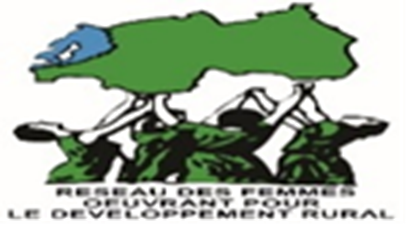 RESEAU DES FEMMES
OEUVRANT POUR
LE DEVELOPPEMENT RURAL